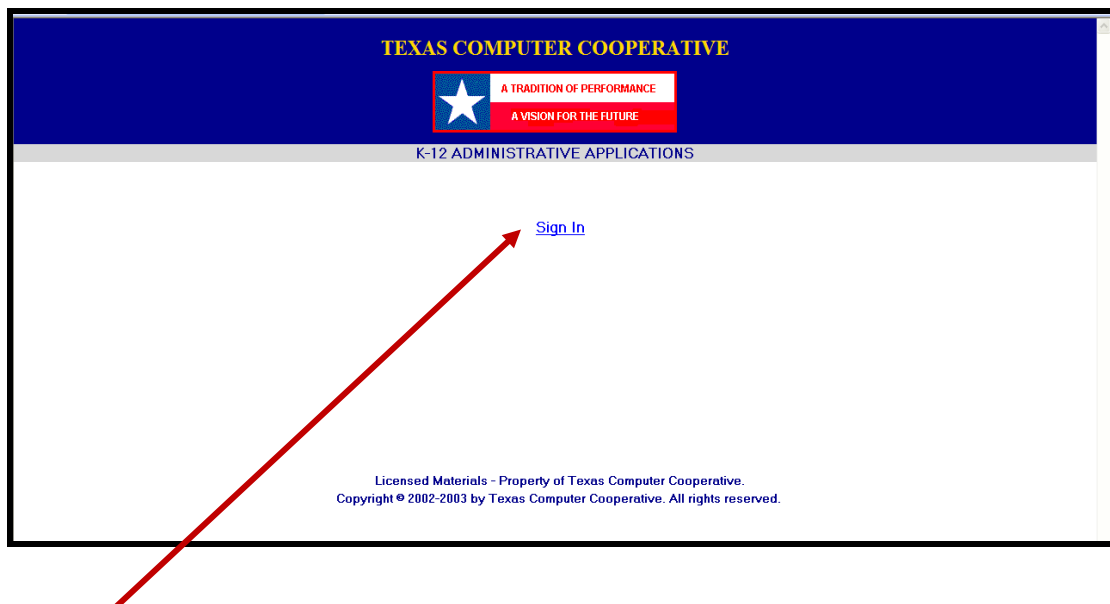 TEXAS COMPUTER COOPERATIVE
A TRADITION OF PERFORMANCE
A VISION FOR THE FUTURE
K-12 ADMINISTRATIVE APPLICATIONS
Sign In
Licensed Materials - Property of Texas Computer Cooperative.
Copyright © 2002-2003 by Texas Computer Cooperative. All rights reserved.